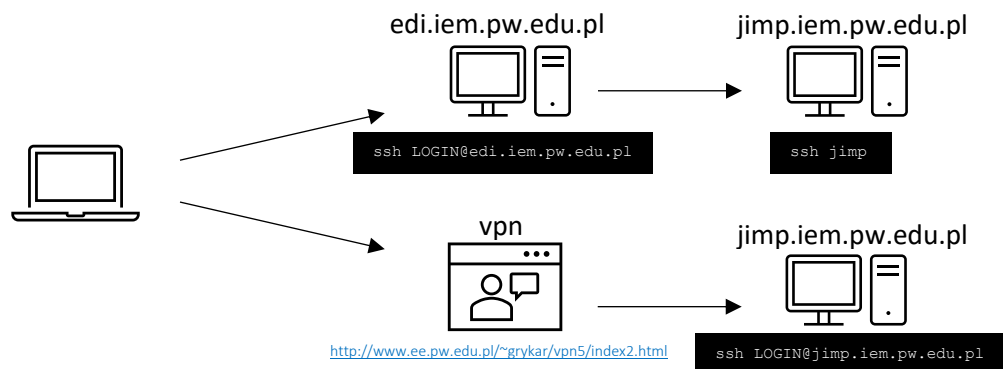 edi.iem.pw.edu.pl
jimp.iem.pw.edu.pl
ssh LOGIN@edi.iem.pw.edu.pl
ssh jimp
vpn
jimp.iem.pw.edu.pl
http://www.ee.pw.edu.pl/~grykar/vpn5/index2.html
ssh LOGIN@jimp.iem.pw.edu.pl